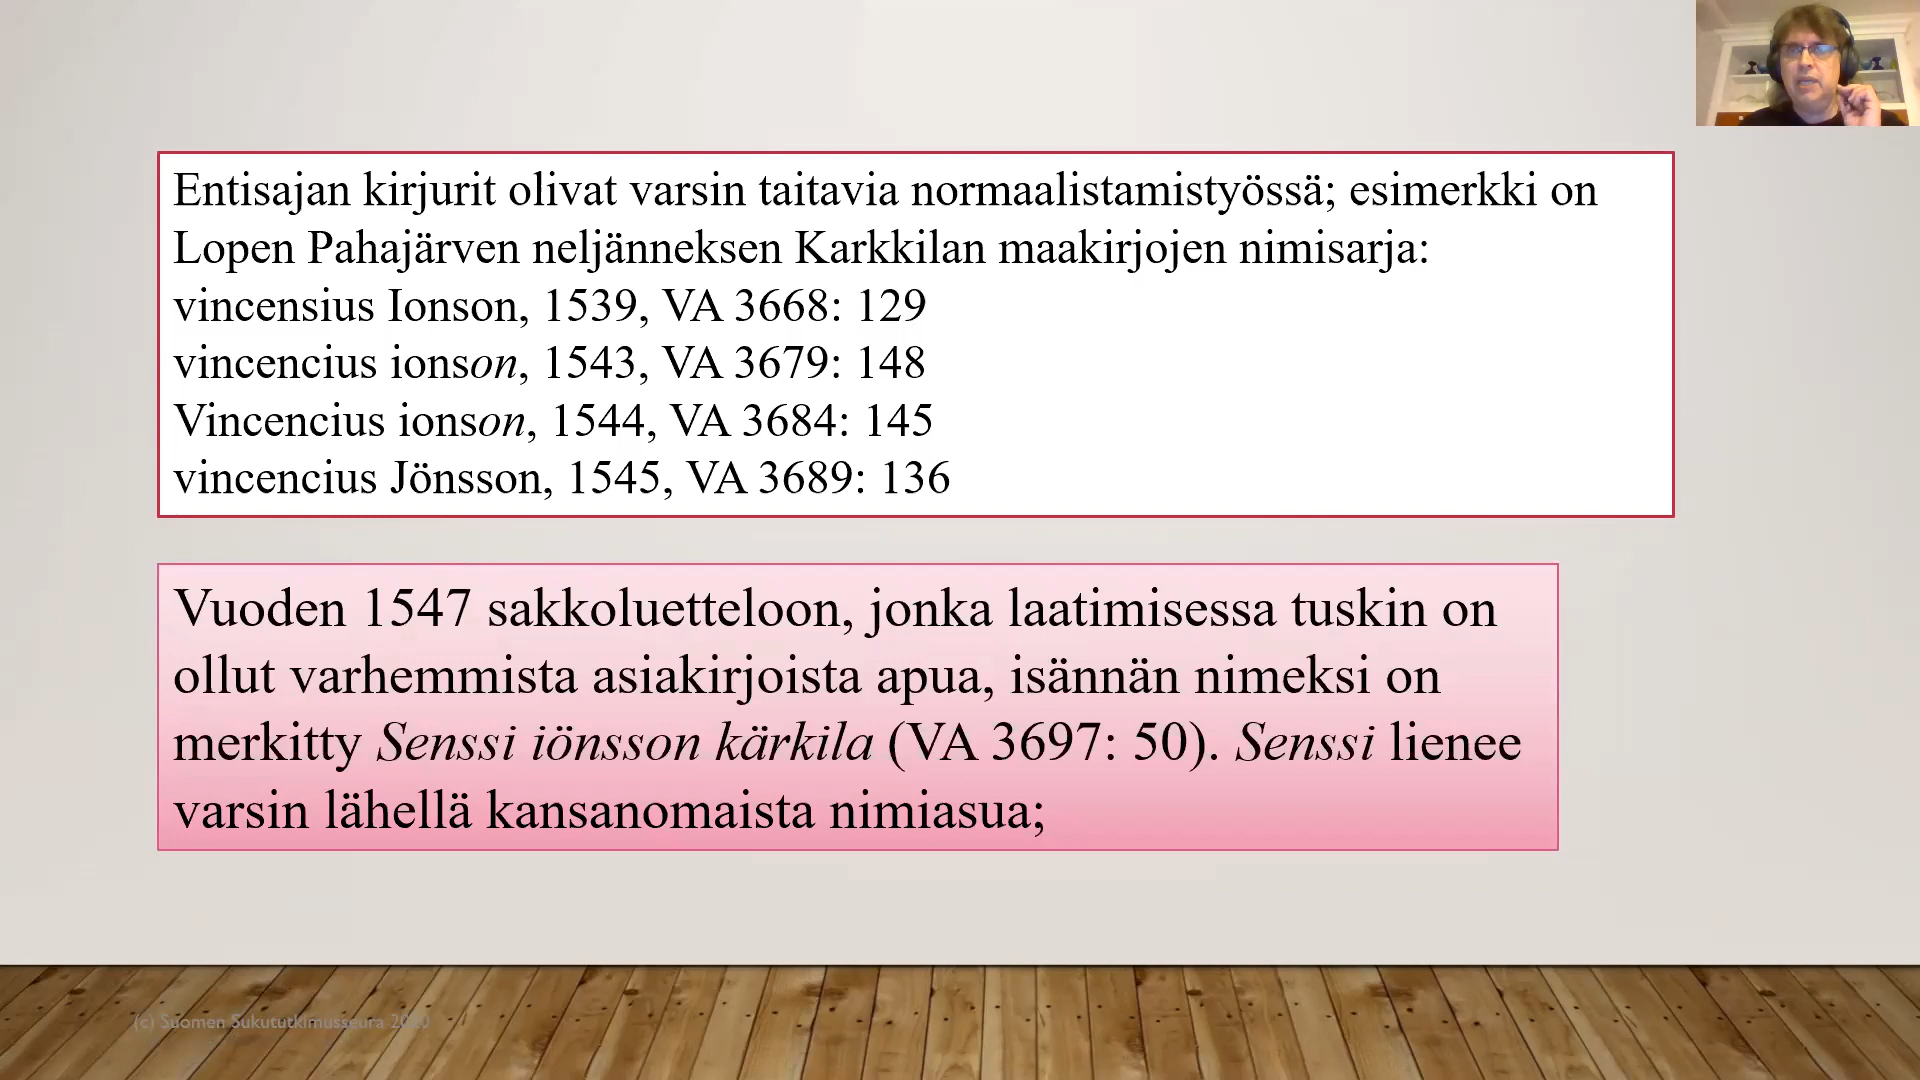 Entisajan kirjurit olivat varsin taitavia normaalistamistyössä; esimerkki on
Lopen Pahajärven neljänneksen Karkkilan maakirjojen nimisarja:
vincensius Ionson, 1539, VA 3668: 129
vincencius ionson, 1543, VA 3679: 148
Vincencius ionson, 1544, VA 3684: 145
vincencius Jönsson, 1545, VA 3689: 136
Vuoden 1547 sakkoluetteloon, jonka laatimisessa tuskin on
ollut varhemmista asiakirjoista apua, isännän nimeksi on
merkitty Senssi iönsson kärkila (VA 3697: 50). Senssi lienee
varsin lähellä kansanomaista nimiasua;
(c) Suomen Sukututkimusseura 2020